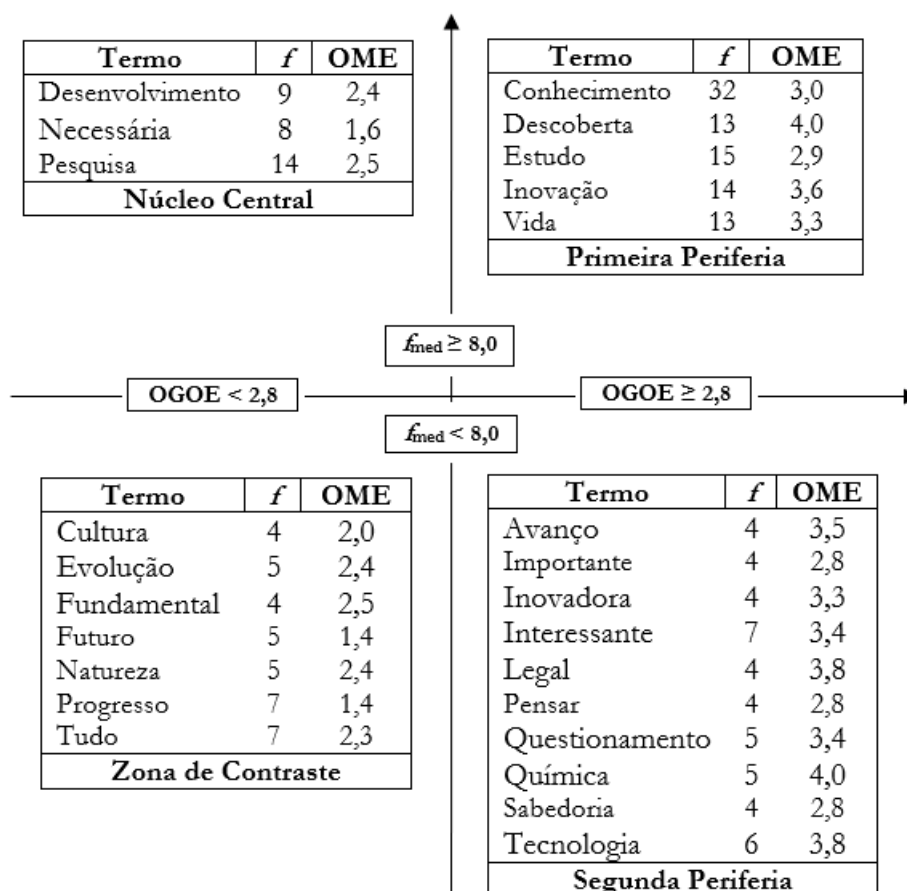 Termo f OME
Desenvolvimento 9 2,4
Necessária 8 1,6
Pesquisa 14 2,5
Núcleo Central
Termo f OME
Conhecimento 32 3,0
Descoberta 13 4,0
Estudo 15 2,9
Inovação 14 3,6
Vida 13 3,3
Primeira Periferia
fmed ≥ 8,0
OGOE < 2,8
OGOE ≥ 2,8
fmed < 8,0
Termo f OME
Cultura 4 2,0
Evolução 5 2,4
Fundamental 4 2,5
Futuro 5 1,4
Natureza 5 2,4
Progresso 7 1,4
Tudo 7 2,3
Zona de Contraste
Termo f OME
Avanço 4 3,5
Importante 4 2,8
Inovadora 4 3,3
Interessante 7 3,4
Legal 4 3,8
Pensar 4 2,8
Questionamento 5 3,4
Química 5 4,0
Sabedoria 4 2,8
Tecnologia 6 3,8
Segunda Periferia